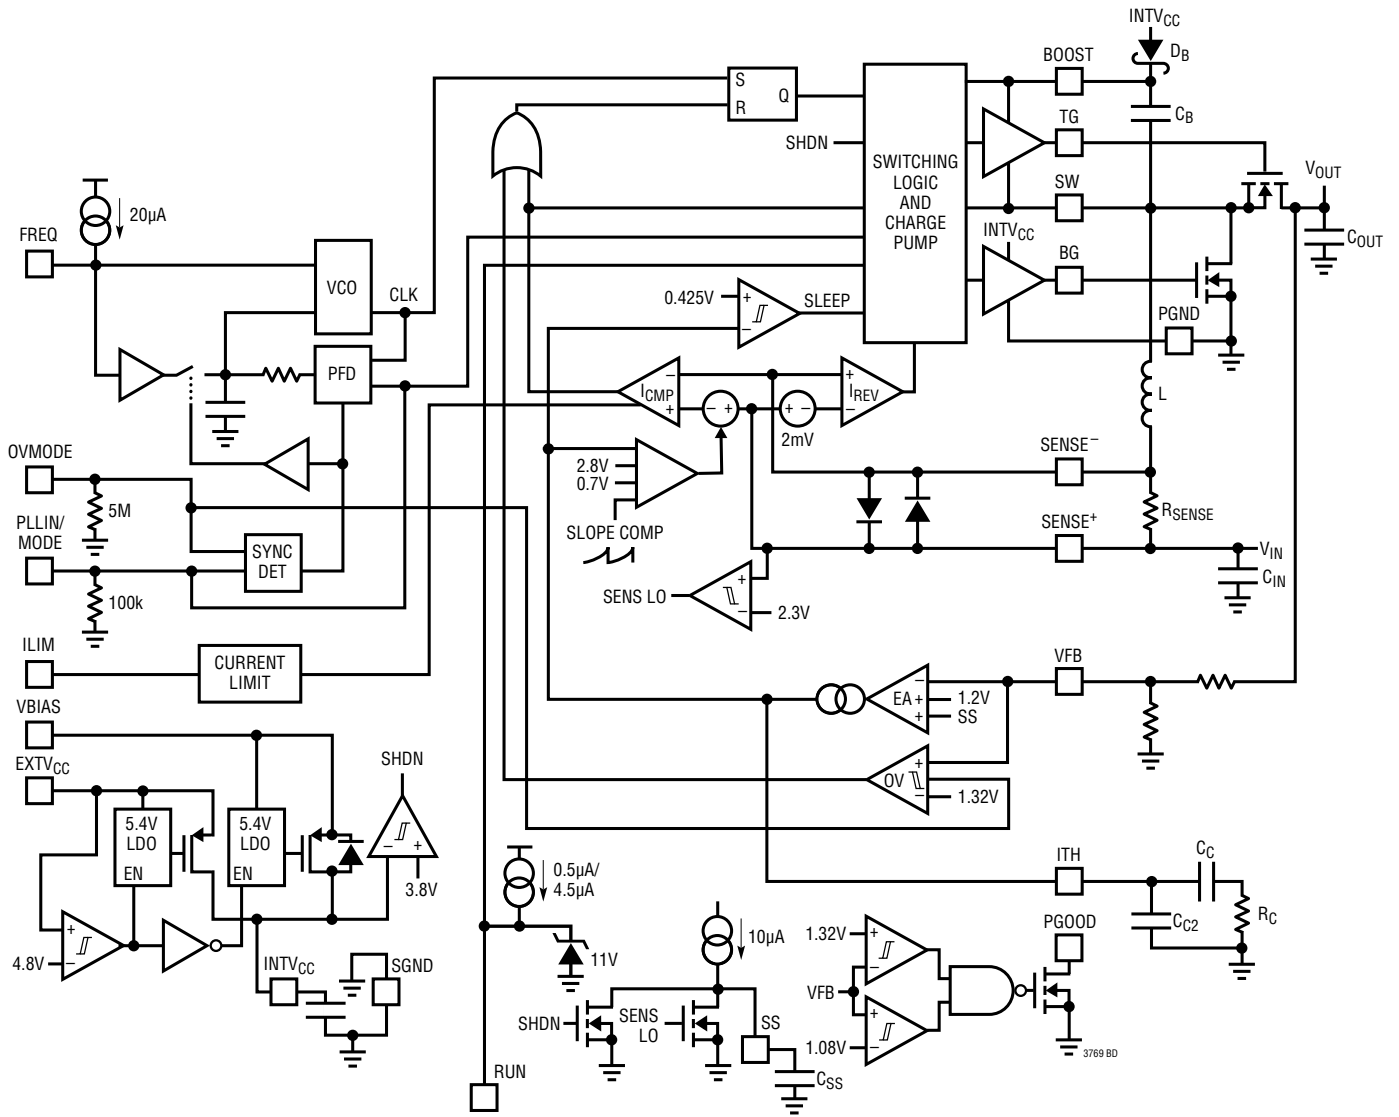 INTVCC
DB
BOOST
CB
TG
SW
VOUT
COUT
INTVCC
BG
PGND
S
R
Q
SHDN
SWITCHING
LOGIC
AND
CHARGE
PUMP
20µA
FREQ
VCO
CLK
PFD
0.425V
+
–
SLEEP
–
ICMP
+
– +
+ –
2mV
+
IREV
–
L
OVMODE
5M
PLLIN/
MODE
100k
SYNC
DET
2.8V
0.7V
SLOPE COMP
SENSE–
SENSE+
RSENSE
VIN
CIN
SENS LO
+
–
2.3V
ILIM
CURRENT
LIMIT
VBIAS
EXTVCC
VFB
–
EA +
+
1.2V
SS
+
OV
–
1.32V
SHDN
5.4V
LDO
EN
5.4V
LDO
EN
–
+
3.8V
+
–
4.8V
INTVCC
SGND
0.5µA/
4.5µA
11V
10µA
SHDN
SENS
LO
SS
CSS
RUN
ITH
CC
CC2
RC
PGOOD
1.32V
+
–
VFB
+
–
1.08V
3769 BD